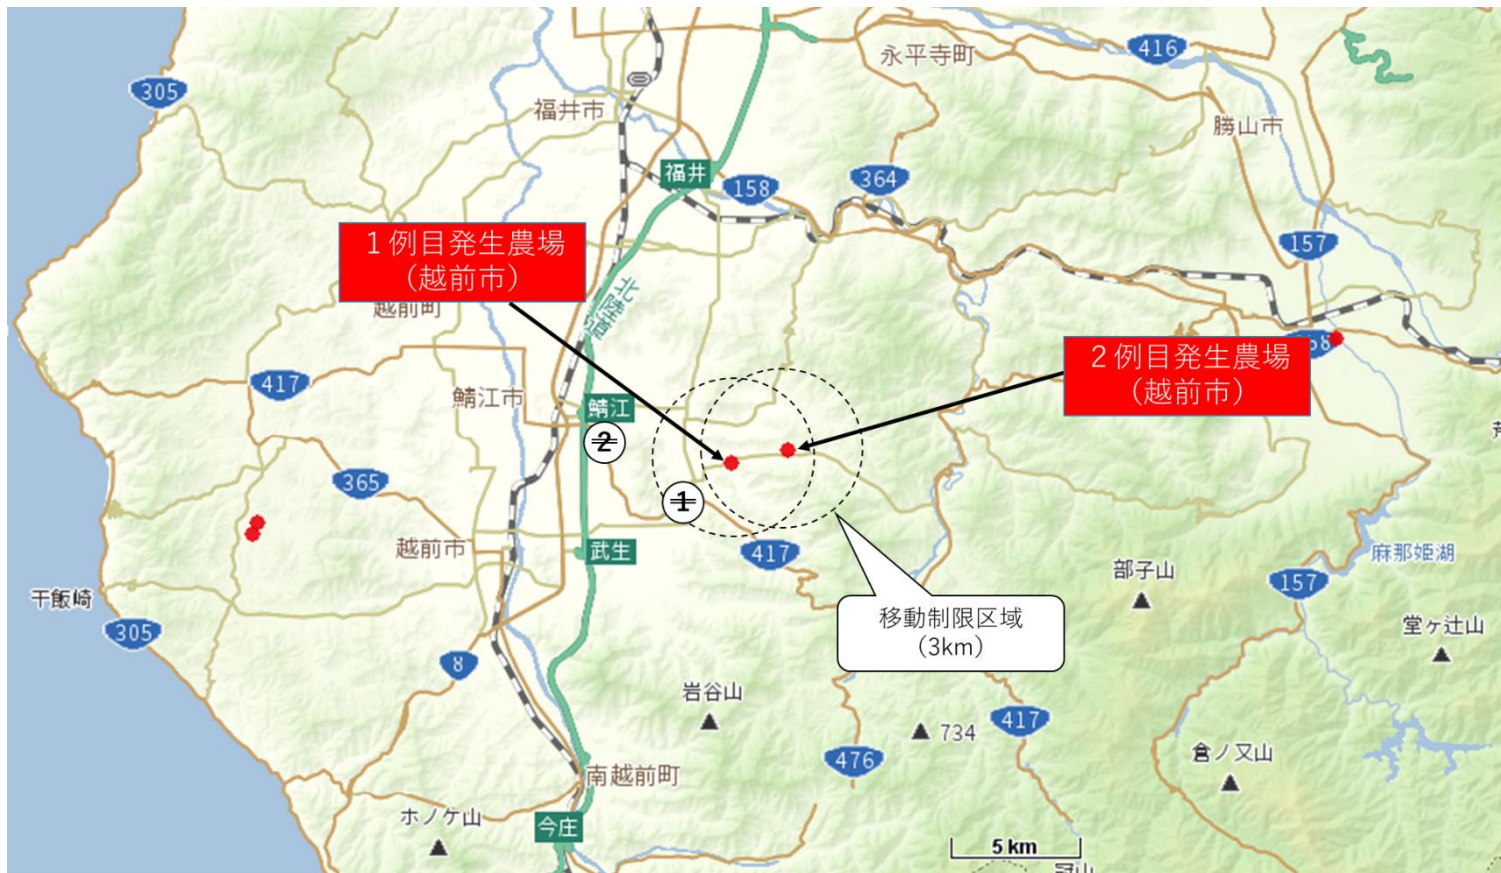 416
永平寺町
305
福井市
勝山市
福井
158
364
157
１例目発生農場
（越前市）
北陸道
越前町
２例目発生農場
（越前市）
417
鯖江市
鯖江
2
365
1
越前市
武生
417
麻那姫湖
部子山
157
干飯崎
305
移動制限区域
（3km）
堂ヶ辻山
8
岩谷山
734
417
476
南越前町
ホノケ山
今庄
5 km